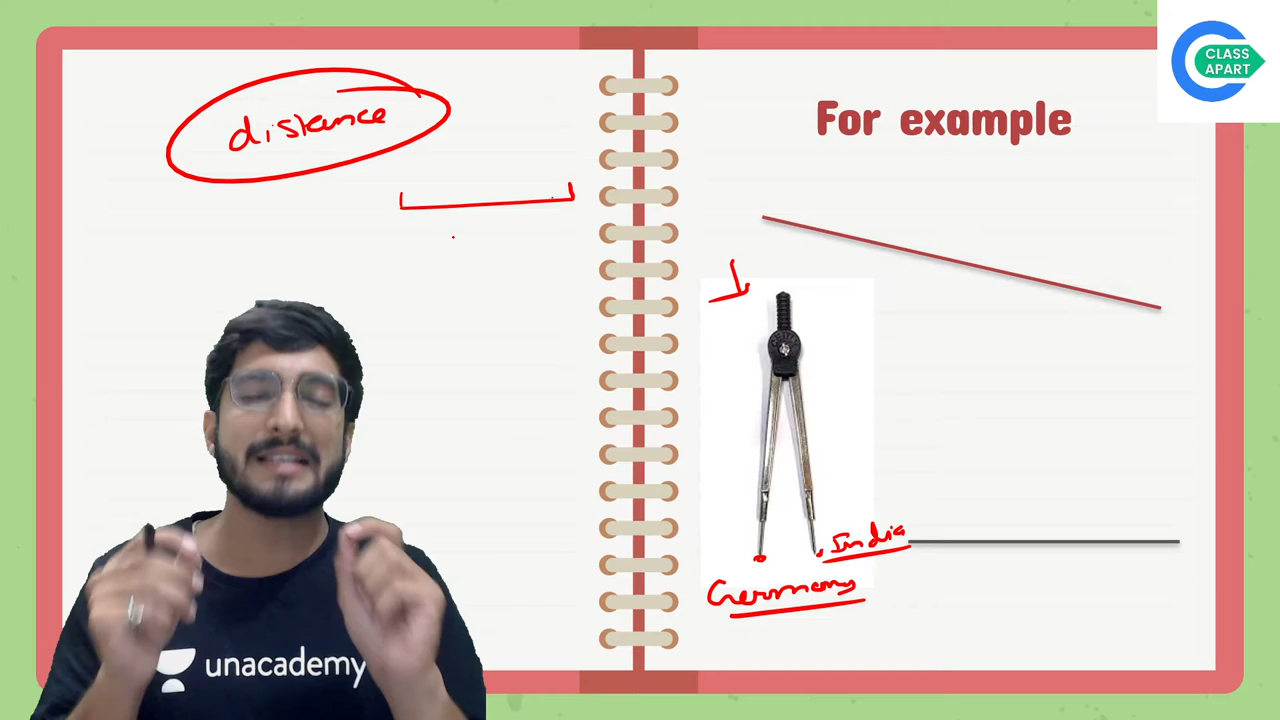 distance
For example
CLASS
APART
India
Germany
unacademy